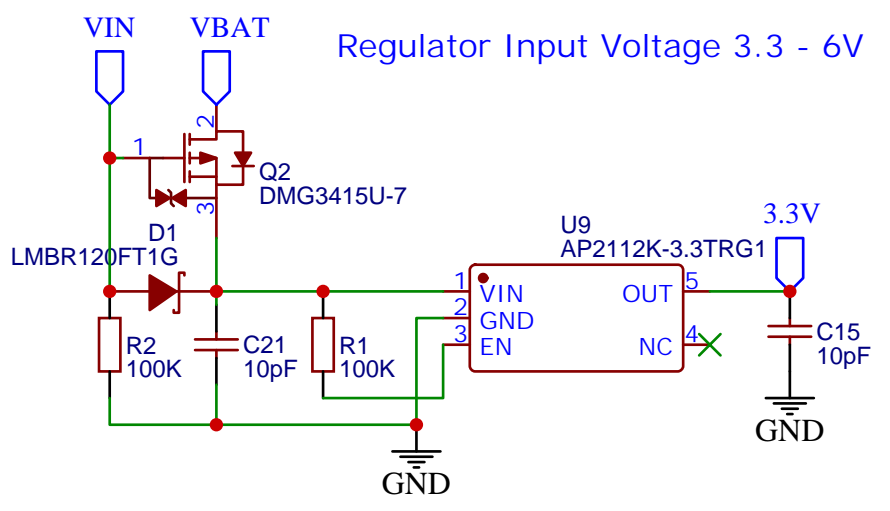 VIN
VBAT
Regulator Input Voltage 3.3 - 6V
2
1
Q2
DMG3415U-7
3
D1
LMBR120FT1G
U9
AP2112K-3.3TRG1
3.3V
1
VIN
OUT
5
2
GND
3
EN
NC
4
R2
100K
C21
10pF
R1
100K
C15
10pF
GND
GND